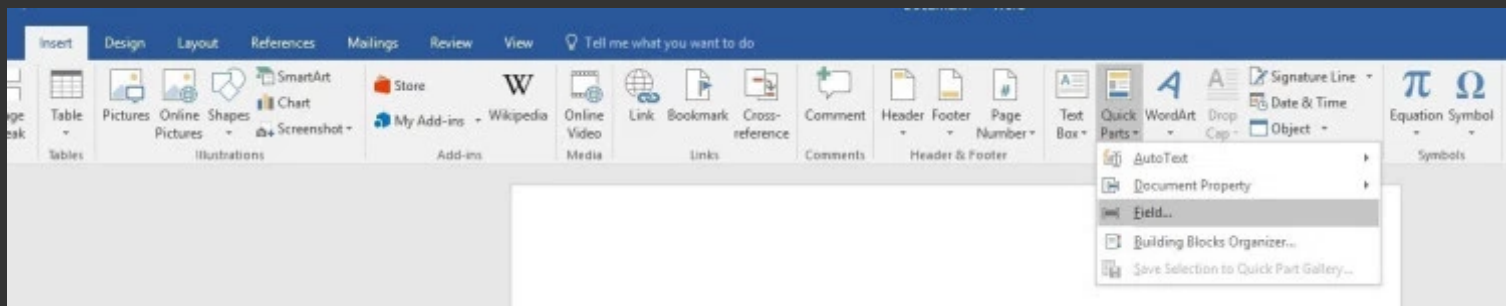 Insert Design Layout References Mailings Review View Tell me what you want to do
Table
Tables
Pictures
Online Pictures
Shapes
SmartArt
Chart
Screenshot
Illustrations
Store
My Add-ins
Wikipedia
Add-ins
Online Video
Media
Link
Bookmark
Cross-reference
Links
Comment
Comments
Header
Footer
Page Number
Header & Footer
Text Box
Quick Parts
WordArt
Drop Cap
Signature Line
Date & Time
Object
π
Equation
Ω
Symbol
Symbols
AutoText
Document Property
Field...
Building Blocks Organizer...
Save Selection to Quick Part Gallery...